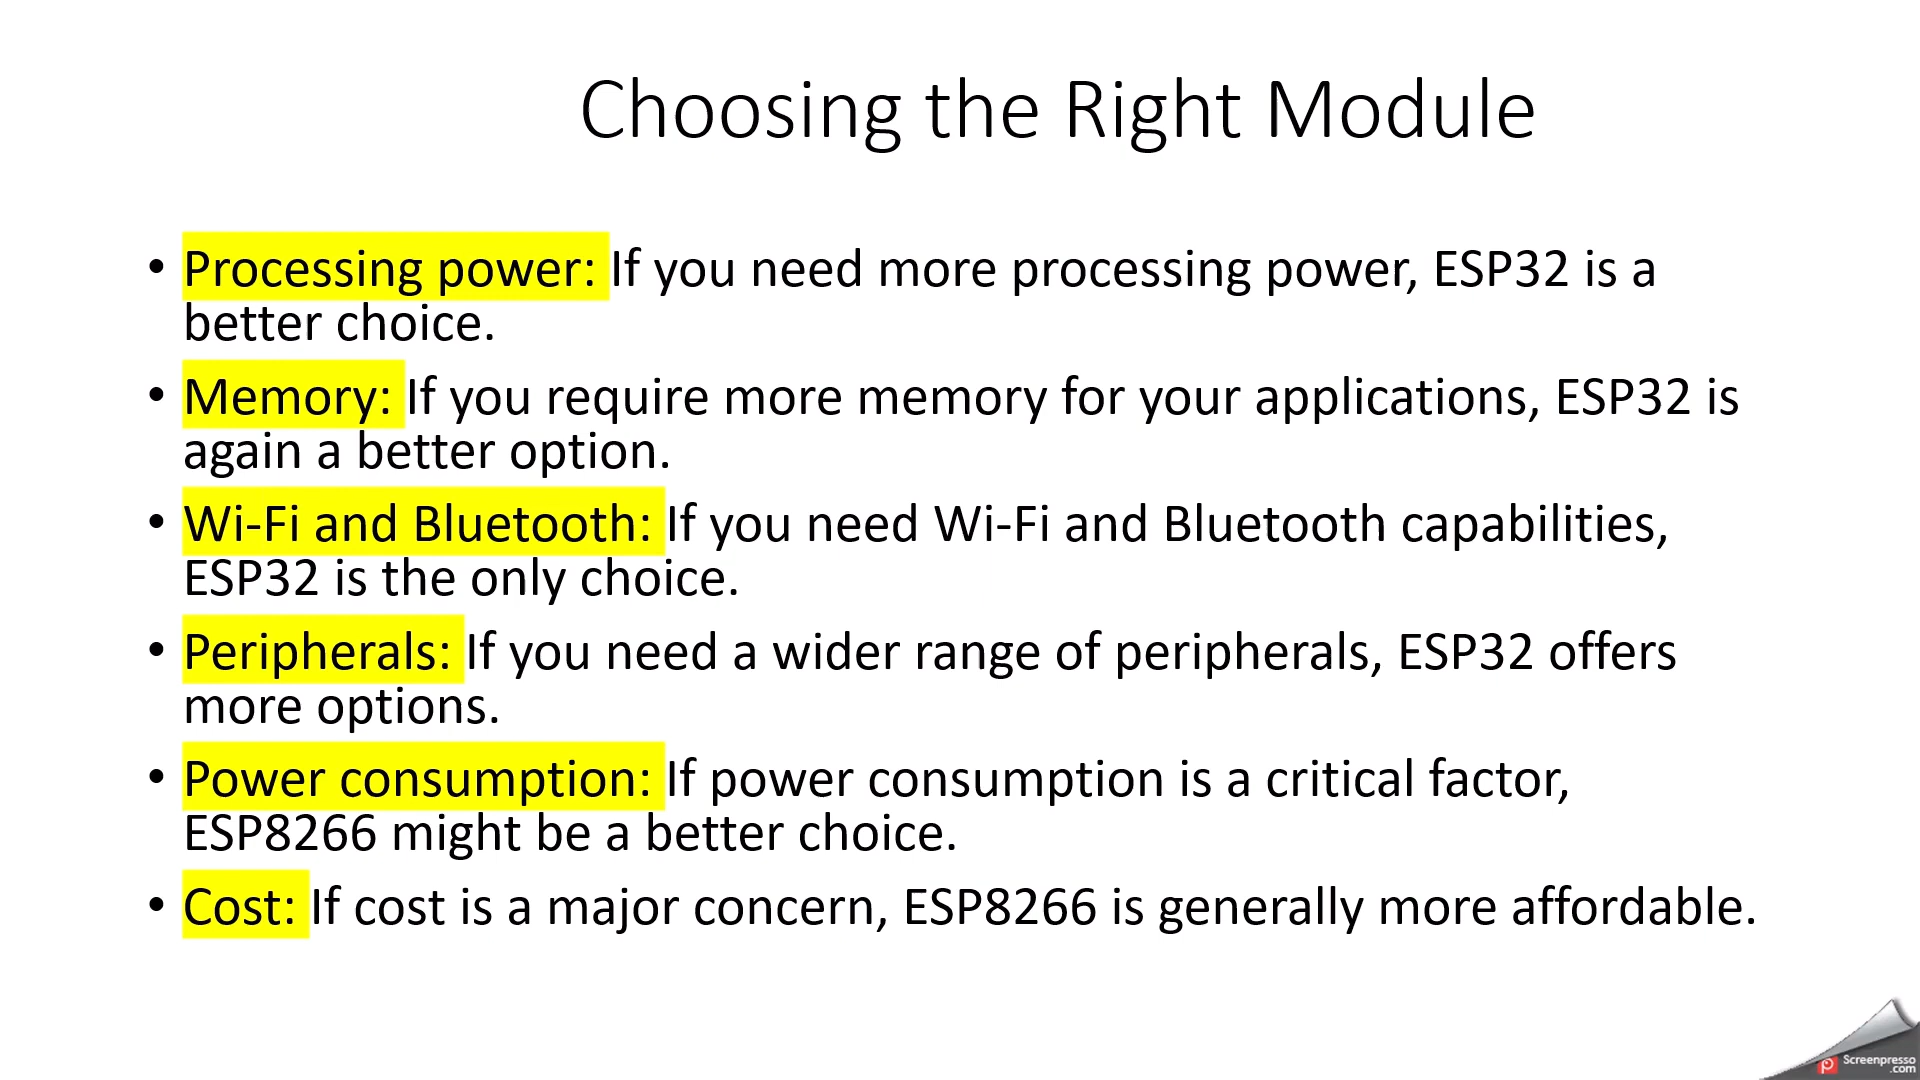 Choosing the Right Module
• Processing power: If you need more processing power, ESP32 is a
better choice.
• Memory: If you require more memory for your applications, ESP32 is
again a better option.
• Wi-Fi and Bluetooth: If you need Wi-Fi and Bluetooth capabilities,
ESP32 is the only choice.
• Peripherals: If you need a wider range of peripherals, ESP32 offers
more options.
• Power consumption: If power consumption is a critical factor,
ESP8266 might be a better choice.
• Cost: If cost is a major concern, ESP8266 is generally more affordable.
Screenpresso
.com